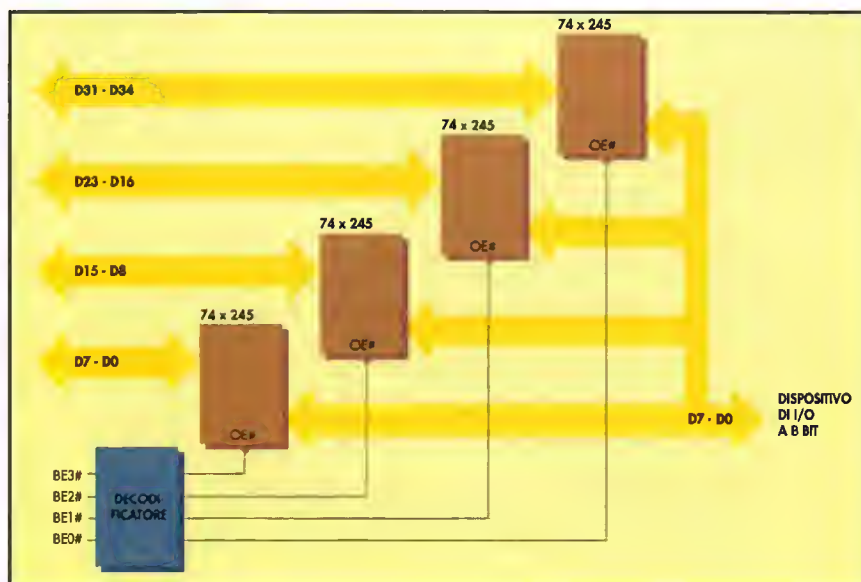 74 x 245
D31 - D34
OE#
74 x 245
D23 - D16
OE#
74 x 245
D15 - D8
OE#
74 x 245
D7 - D0
OE#
D7 - D0
DISPOSITIVO
DI I/O
A 8 BIT
BE3#
BE2#
BE1#
BE0#
DECODI
FICATORE